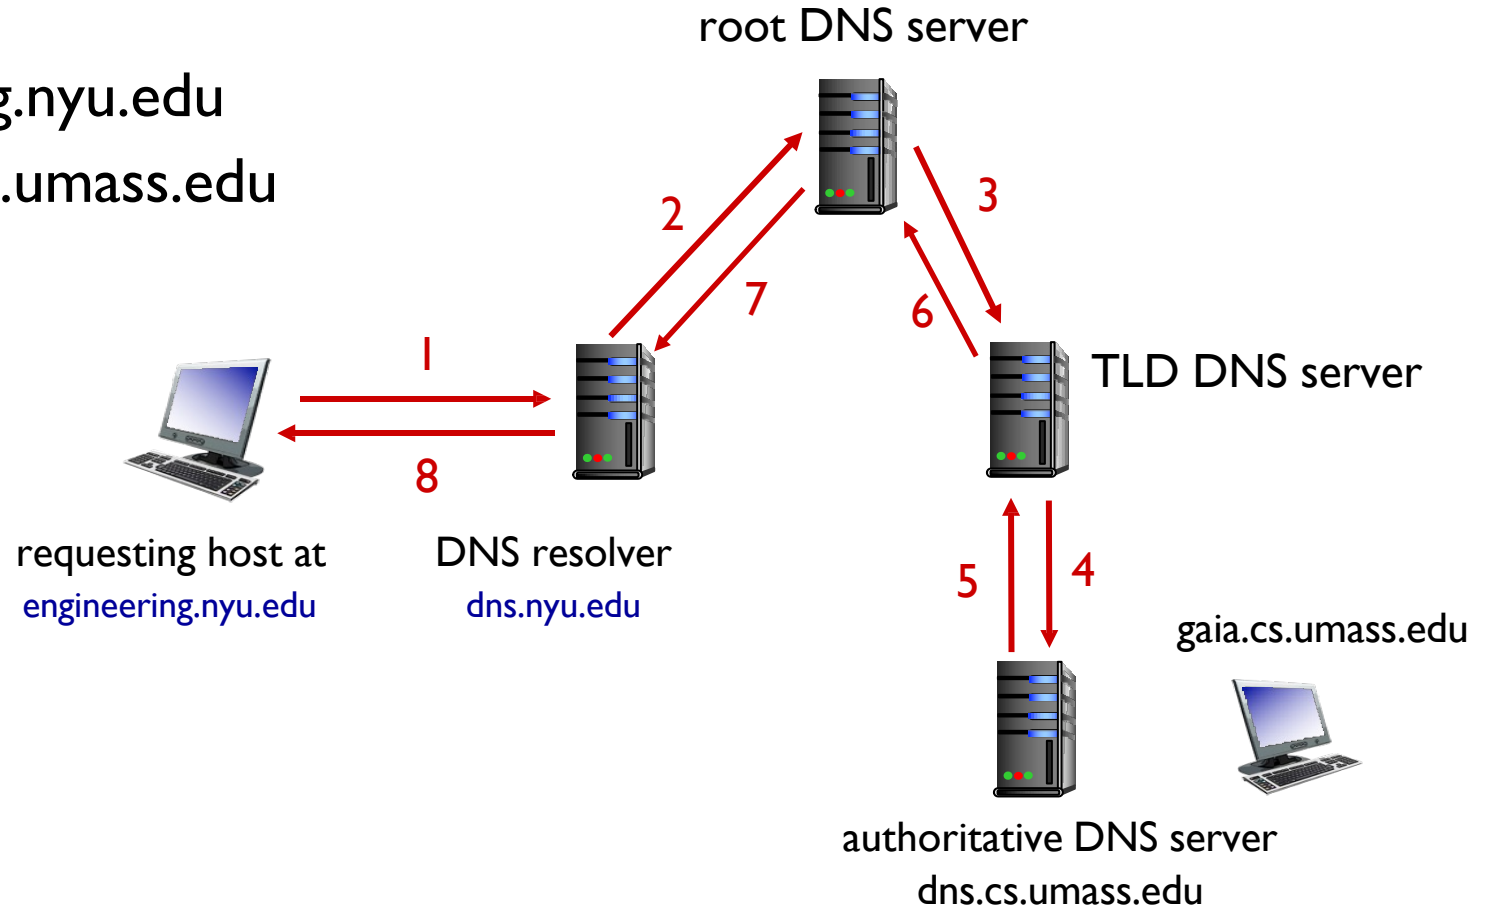 root DNS server
g.nyu.edu
.umass.edu
2
3
7
6
1
TLD DNS server
8
requesting host at
engineering.nyu.edu
DNS resolver
dns.nyu.edu
5
4
gaia.cs.umass.edu
authoritative DNS server
dns.cs.umass.edu